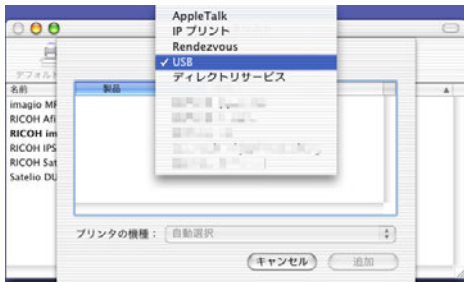 AppleTalk
IP プリント
Rendezvous
✓ USB
ディレクトリサービス
デフォルト
名前
製品
imagio MF
RICOH Afi
RICOH im
RICOH IPS
RICOH Sat
Satelio DU
プリンタの機種：
自動選択
キャンセル
追加